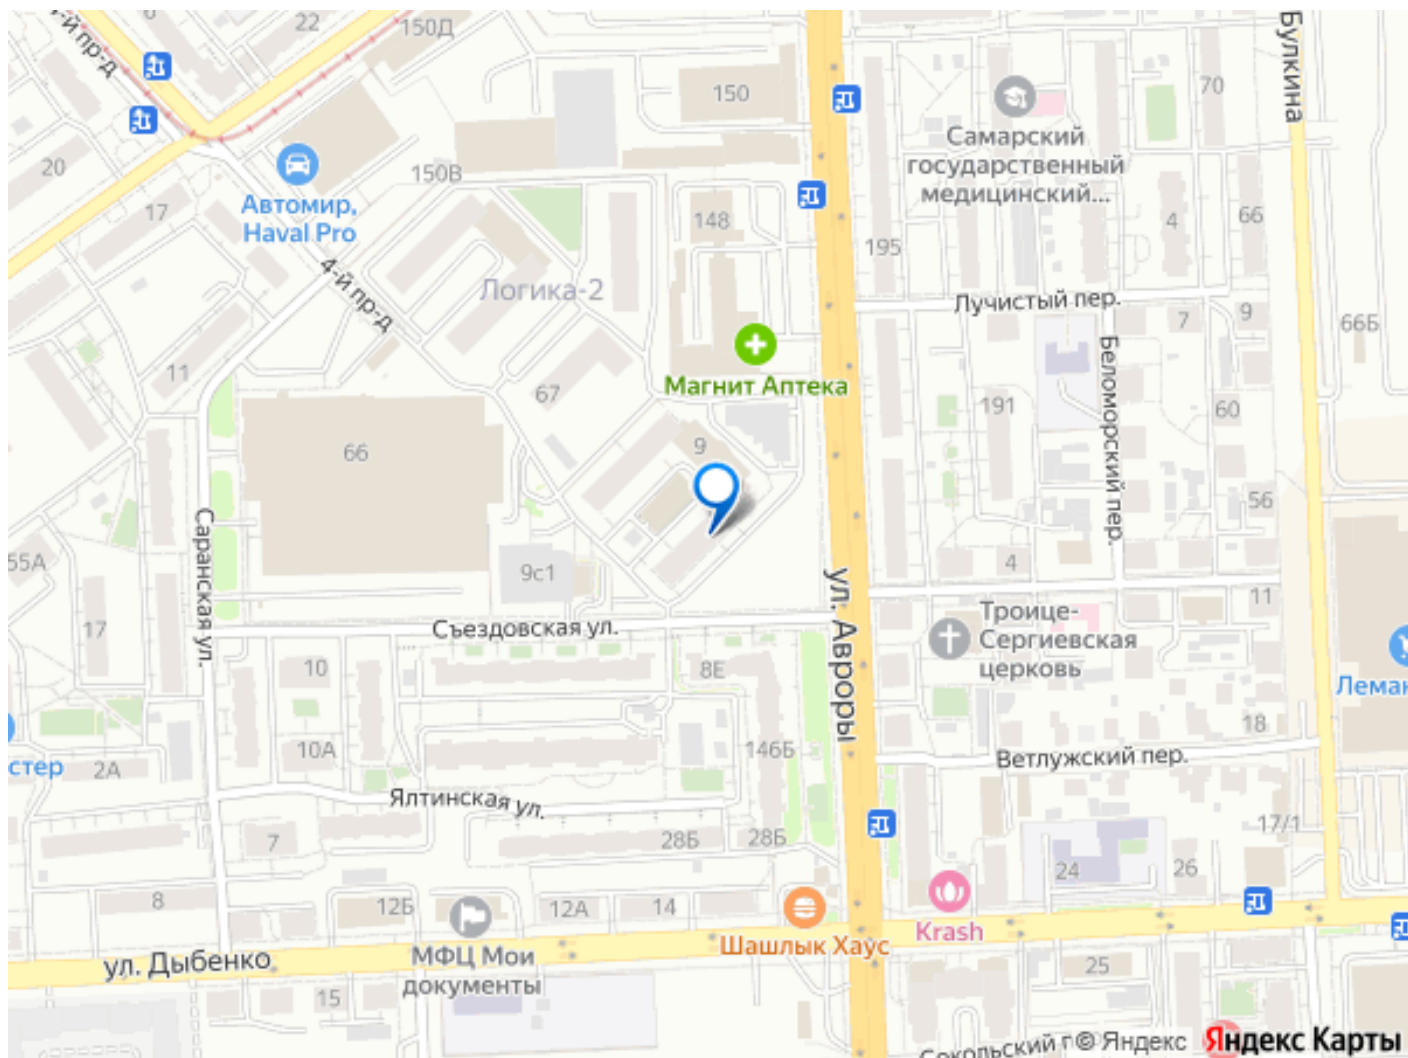 22
150Д
4-й пр-д
Булкина
150
70
Самарский
государственный
медицинский...
20
150В
17
Автомир,
Haval Pro
148
4
66
195
4-й пр-д
Логика-2
Лучистый пер.
7
9
66Б
Магнит Аптека
Беломорский пер.
11
67
191
60
66
9
56
Саранская ул.
55А
9с1
4
ул. Авроры
11
17
Съездовская ул.
Троице-
Сергиевская
церковь
10
8Е
Леман
18
10А
146Б
Ветлужский пер.
стер
2А
Ялтинская ул.
7
28Б
28Б
17/1
24
26
8
12Б
12А
14
Шашлык Хаус
Krash
ул. Дыбенко
МФЦ Мои
документы
25
15
Сокольский п
© Яндекс
Яндекс Карты